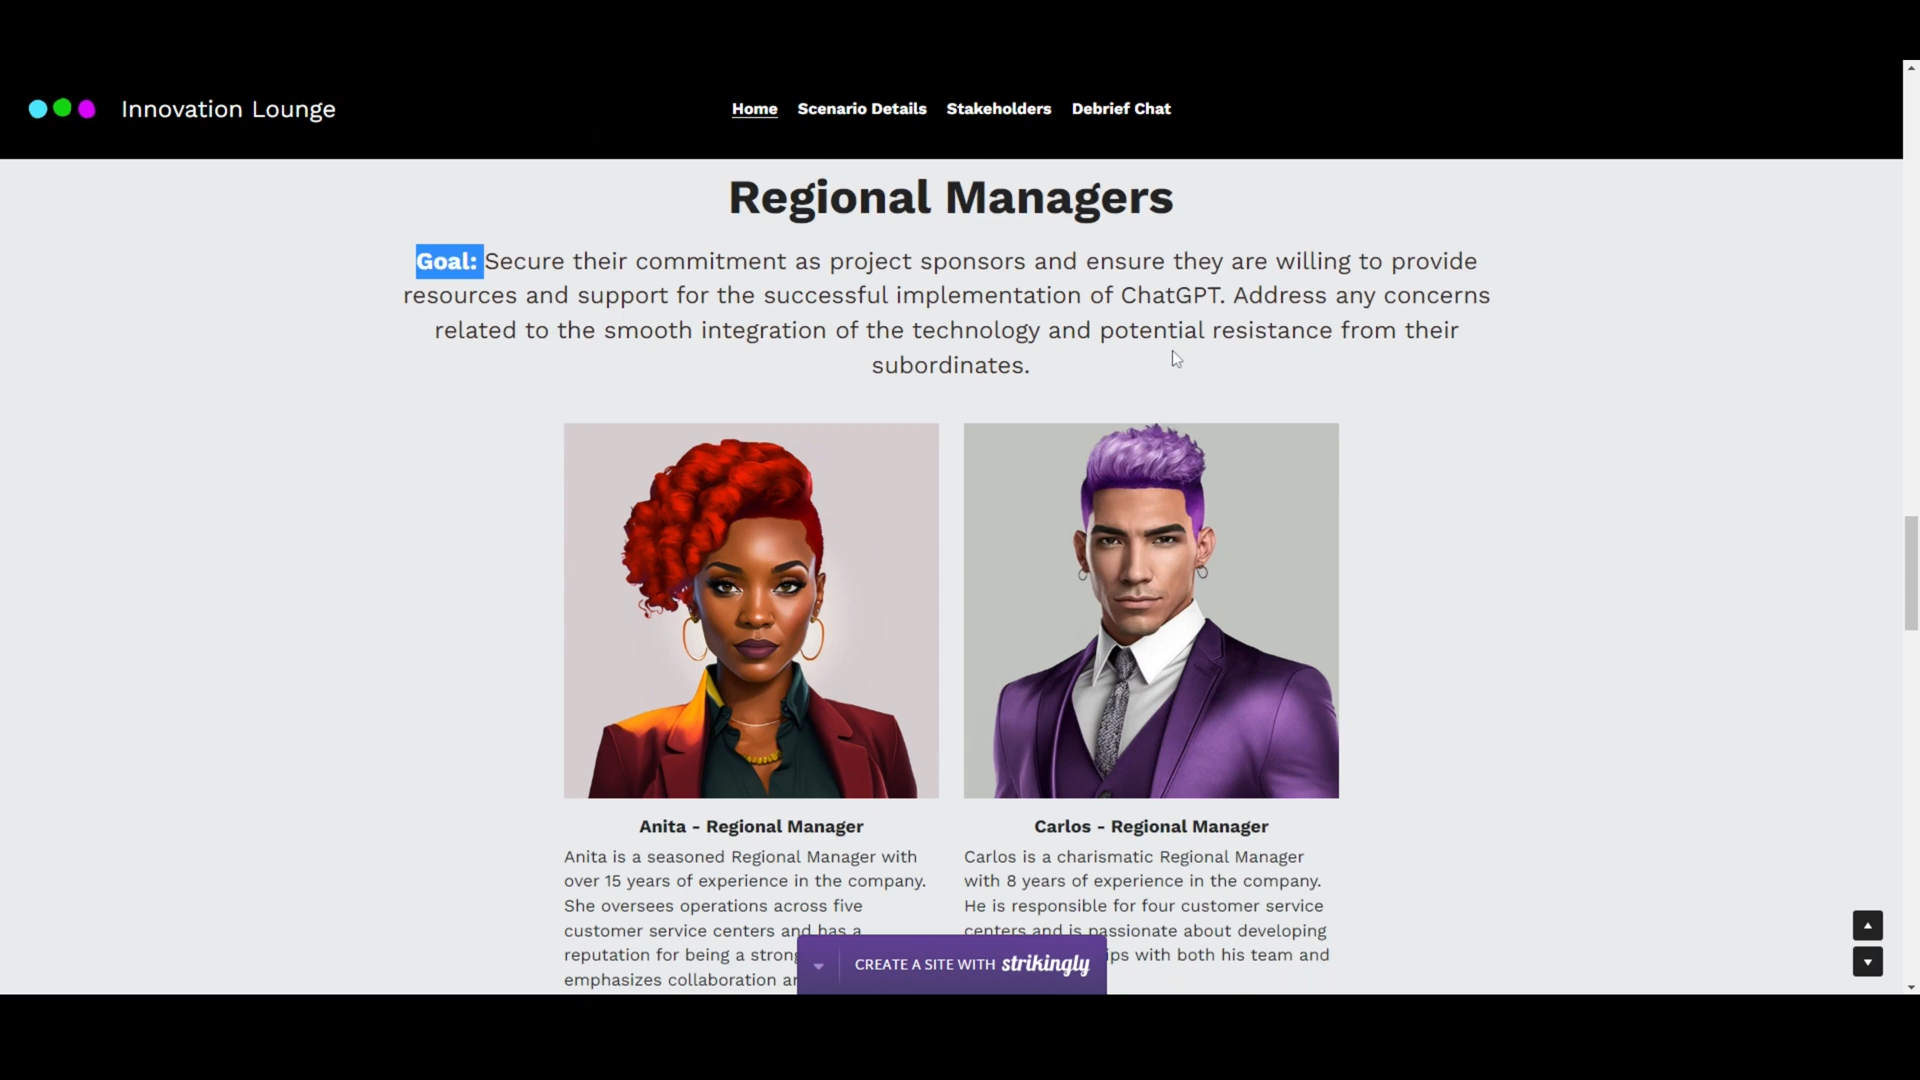 Innovation Lounge
Home Scenario Details Stakeholders Debrief Chat
Regional Managers
Goal: Secure their commitment as project sponsors and ensure they are willing to provide
resources and support for the successful implementation of ChatGPT. Address any concerns
related to the smooth integration of the technology and potential resistance from their
subordinates.
Anita - Regional Manager
Anita is a seasoned Regional Manager with
over 15 years of experience in the company.
She oversees operations across five
customer service centers and has a
reputation for being a strong
emphasizes collaboration
Carlos - Regional Manager
Carlos is a charismatic Regional Manager
with 8 years of experience in the company.
He is responsible for four customer service
centers and is passionate about developing
with both his team and
CREATE A SITE WITH strikingly